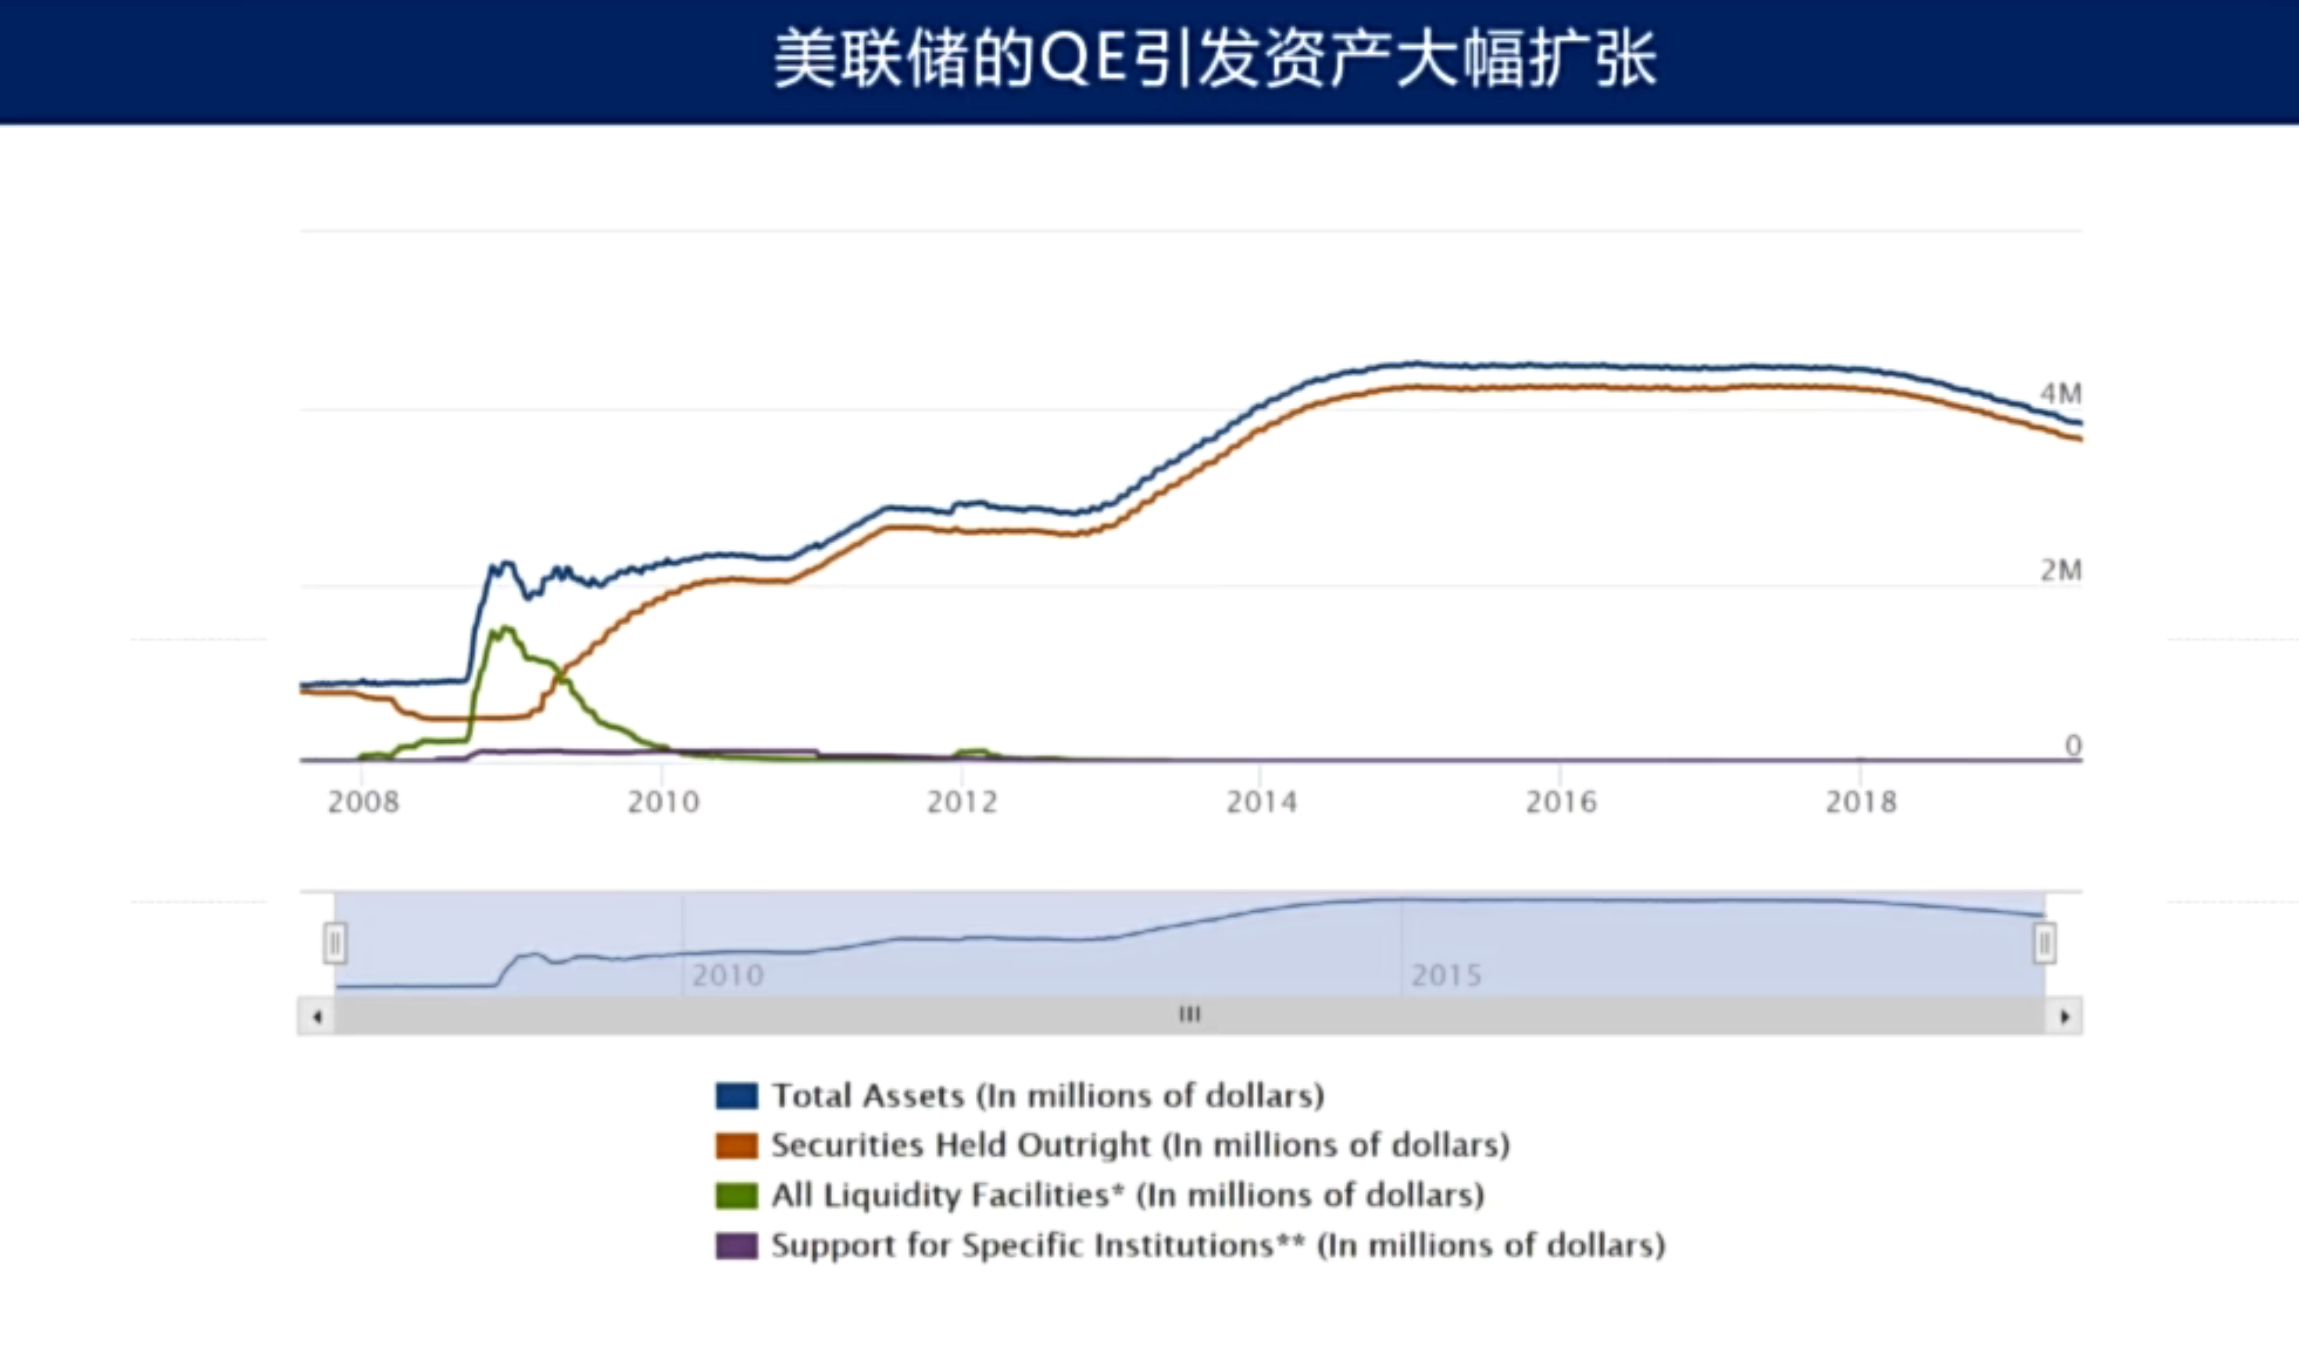 美联储的QE引发资产大幅扩张
4M
2M
0
2008 2010 2012 2014 2016 2018
2010 2015
Total Assets (In millions of dollars)
Securities Held Outright (In millions of dollars)
All Liquidity Facilities* (In millions of dollars)
Support for Specific Institutions** (In millions of dollars)